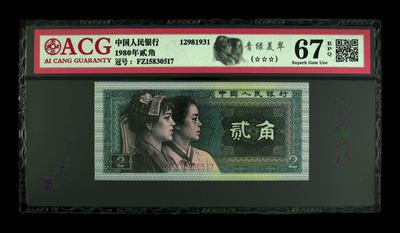 ACG
AI CANG GUARANTY
中国人民银行
1980年贰角
冠号：FZ15830517
12981931
青绿美翠
(☆☆☆)
67 EPQ
Superb Gem Unc
中国人民银行
贰角
2
2